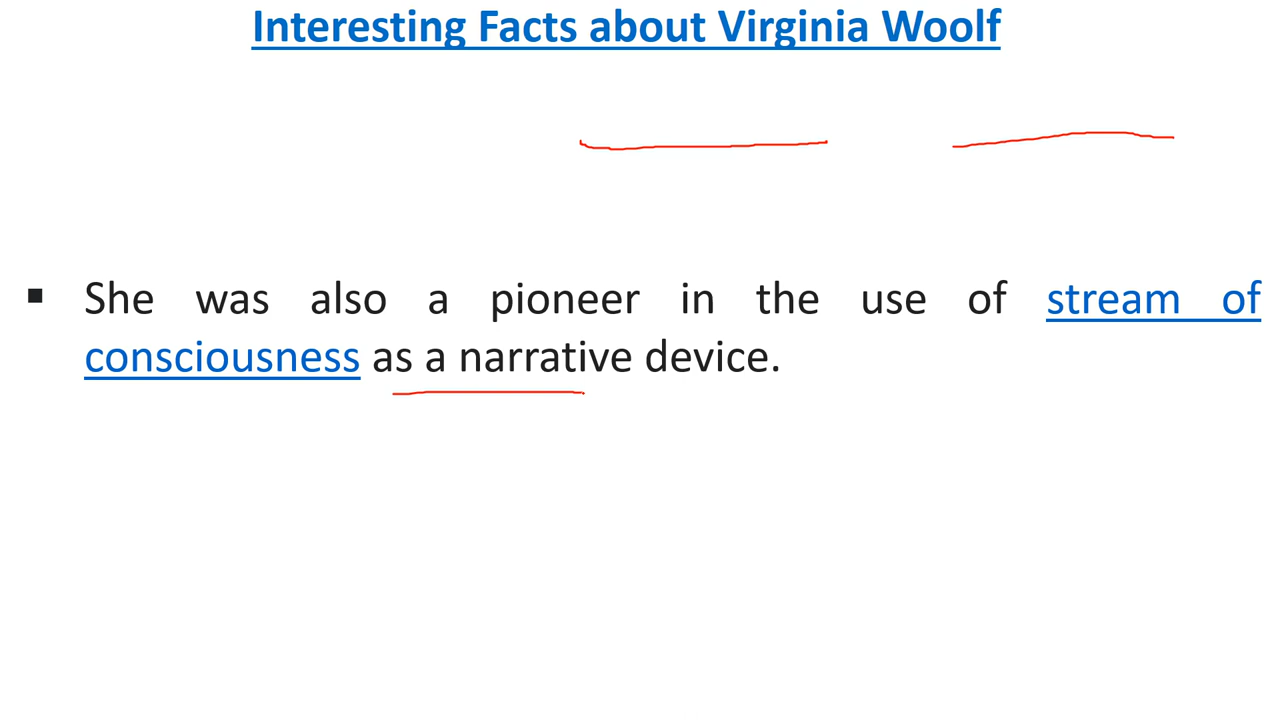 Interesting Facts about Virginia Woolf
▪ She was also a pioneer in the use of stream of
consciousness as a narrative device.